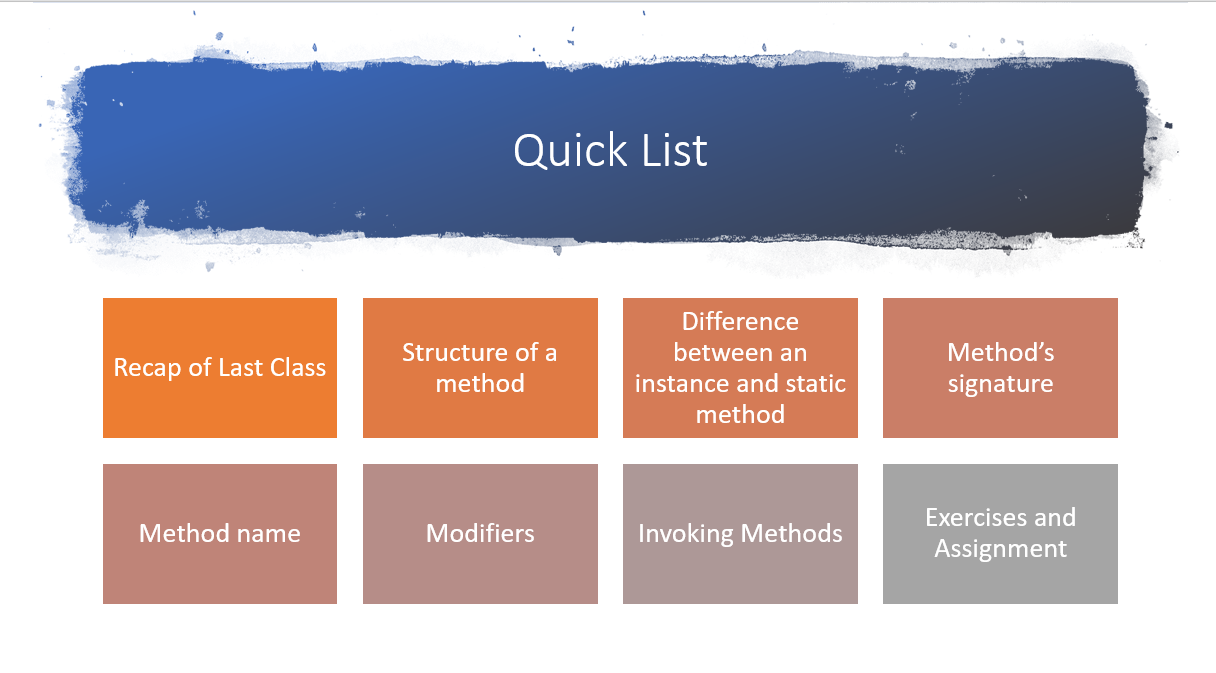 Quick List
Recap of Last Class
Structure of a
method
Difference
between an
instance and static
method
Method’s
signature
Method name
Modifiers
Invoking Methods
Exercises and
Assignment